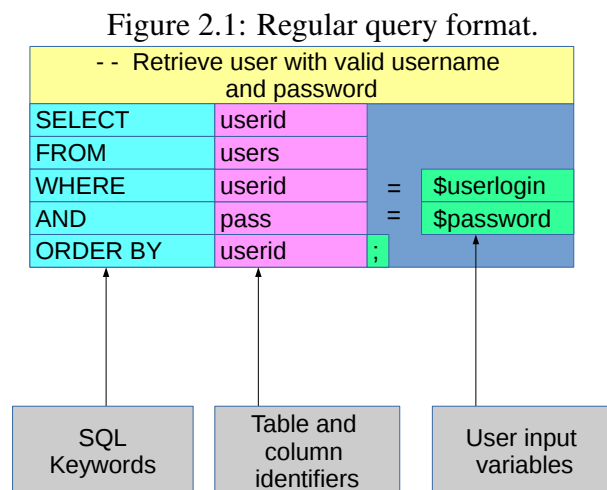 Figure 2.1: Regular query format.
- - Retrieve user with valid username
and password
SELECT userid
FROM users
WHERE userid = $userlogin
AND pass = $password
ORDER BY userid ;
SQL
Keywords
Table and
column
identifiers
User input
variables